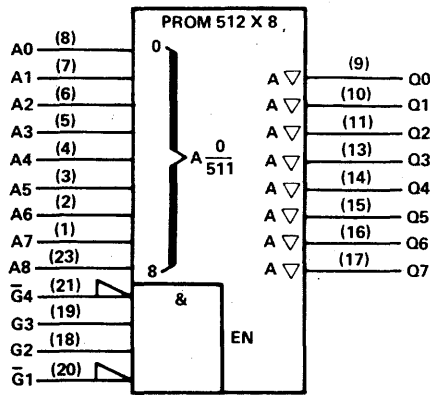 PROM 512 X 8
A0 (8) 0 (9) Q0
A1 (7) A ▽ (10) Q1
A2 (6) A ▽ (11) Q2
A3 (5) A ▽ (13) Q3
A4 (4) A 0/511 A ▽ (14) Q4
A5 (3) A ▽ (15) Q5
A6 (2) A ▽ (16) Q6
A7 (1) A ▽ (17) Q7
A8 (23) 8 A ▽
G̅4 (21) &
G3 (19)
G2 (18) EN
G̅1 (20)